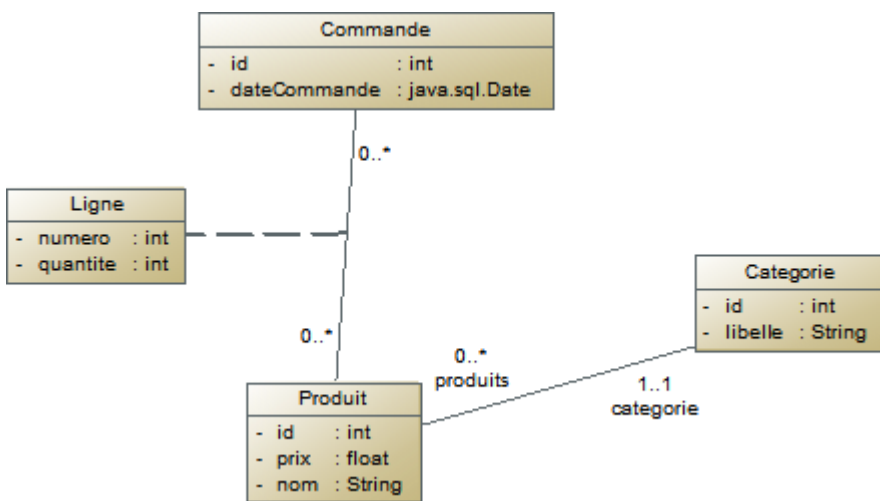 Commande
- id : int
- dateCommande : java.sql.Date
0..*
Ligne
- numero : int
- quantite : int
Categorie
- id : int
- libelle : String
0..*
0..*
produits
1..1
categorie
Produit
- id : int
- prix : float
- nom : String